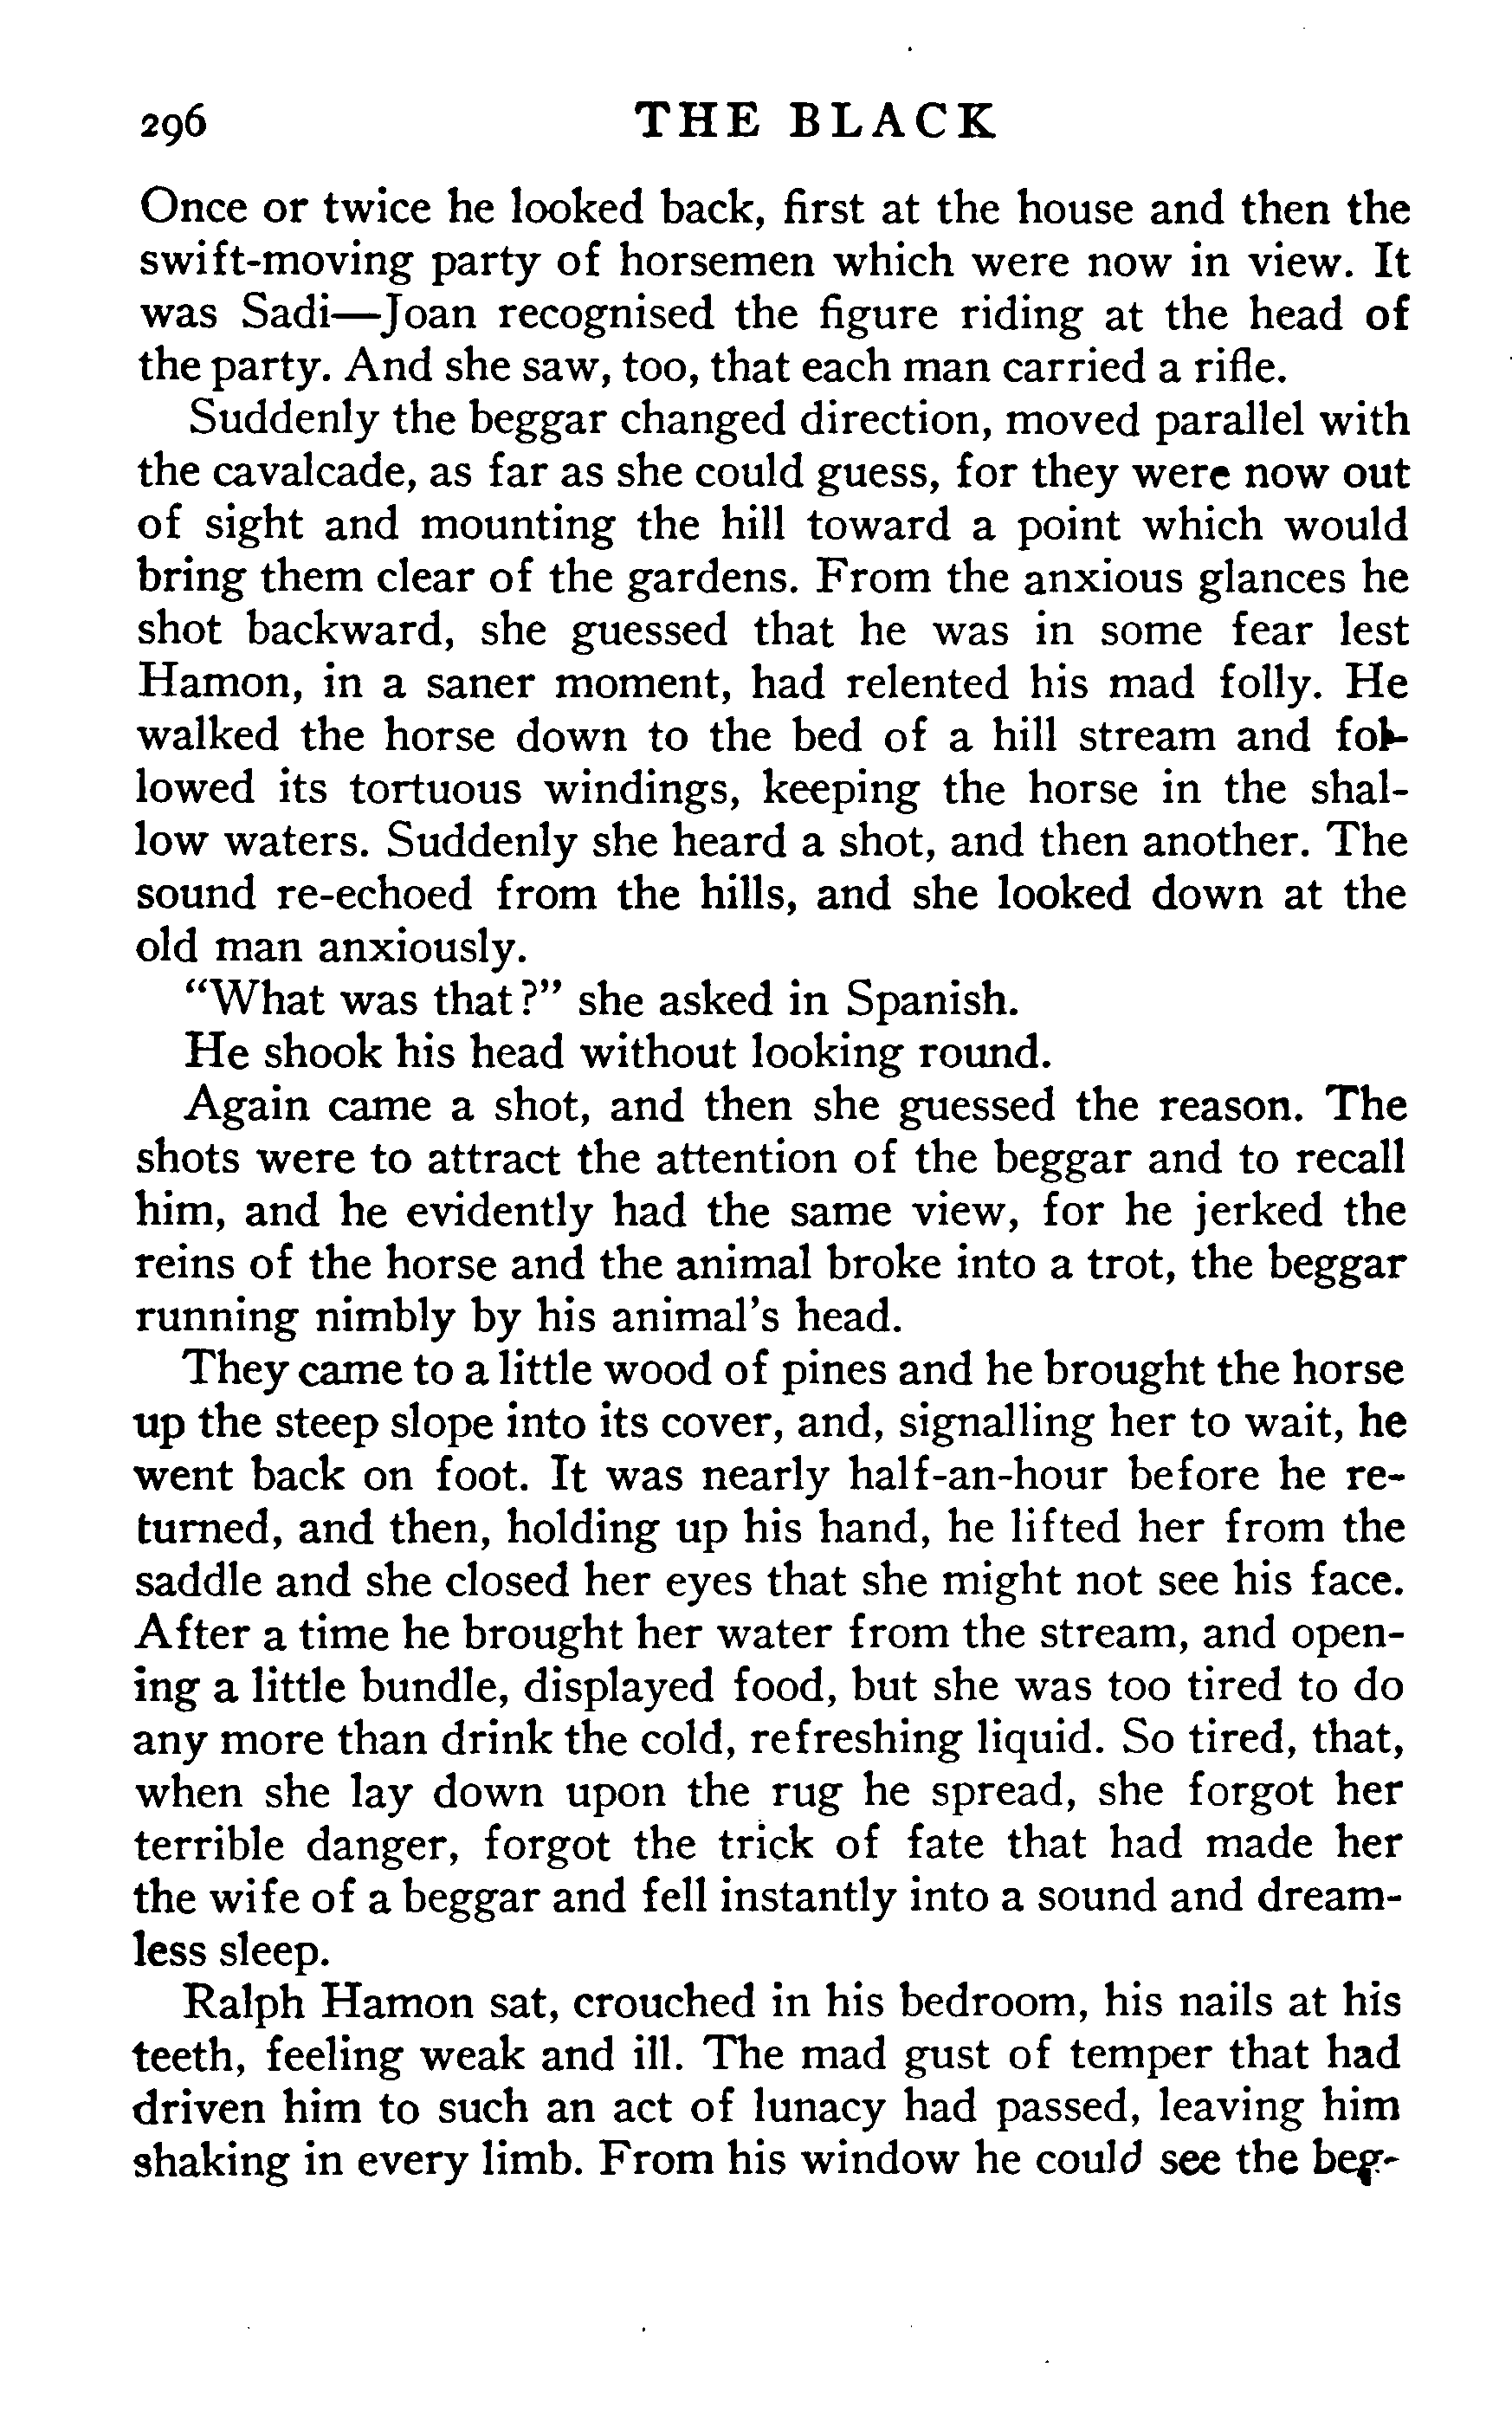 296 THE BLACK
Once or twice he looked back, first at the house and then the
swift-moving party of horsemen which were now in view. It
was Sadi—Joan recognised the figure riding at the head of
the party. And she saw, too, that each man carried a rifle.
Suddenly the beggar changed direction, moved parallel with
the cavalcade, as far as she could guess, for they were now out
of sight and mounting the hill toward a point which would
bring them clear of the gardens. From the anxious glances he
shot backward, she guessed that he was in some fear lest
Hamon, in a saner moment, had relented his mad folly. He
walked the horse down to the bed of a hill stream and fol-
lowed its tortuous windings, keeping the horse in the shal-
low waters. Suddenly she heard a shot, and then another. The
sound re-echoed from the hills, and she looked down at the
old man anxiously.
"What was that?" she asked in Spanish.
He shook his head without looking round.
Again came a shot, and then she guessed the reason. The
shots were to attract the attention of the beggar and to recall
him, and he evidently had the same view, for he jerked the
reins of the horse and the animal broke into a trot, the beggar
running nimbly by his animal's head.
They came to a little wood of pines and he brought the horse
up the steep slope into its cover, and, signalling her to wait, he
went back on foot. It was nearly half-an-hour before he re-
turned, and then, holding up his hand, he lifted her from the
saddle and she closed her eyes that she might not see his face.
After a time he brought her water from the stream, and open-
ing a little bundle, displayed food, but she was too tired to do
any more than drink the cold, refreshing liquid. So tired, that,
when she lay down upon the rug he spread, she forgot her
terrible danger, forgot the trick of fate that had made her
the wife of a beggar and fell instantly into a sound and dream-
less sleep.
Ralph Hamon sat, crouched in his bedroom, his nails at his
teeth, feeling weak and ill. The mad gust of temper that had
driven him to such an act of lunacy had passed, leaving him
shaking in every limb. From his window he could see the beg-